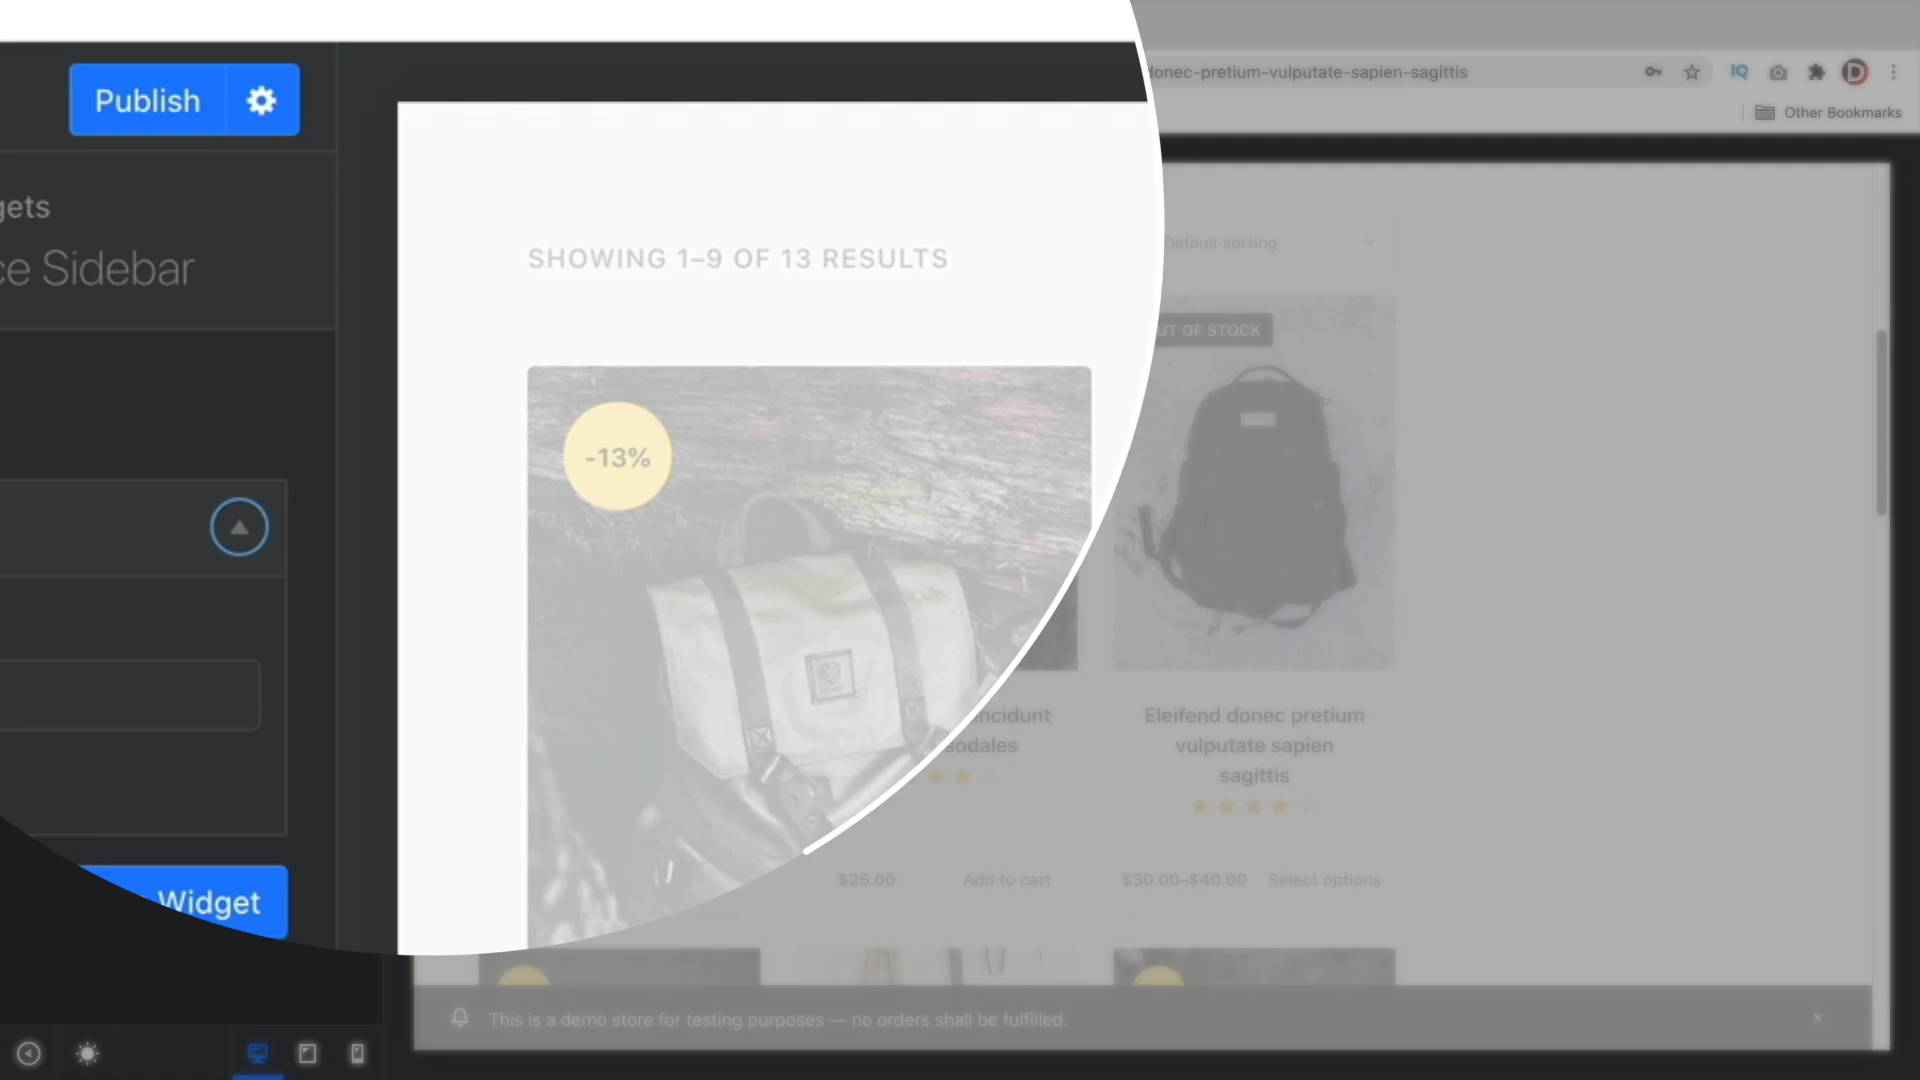 Publish
donec-pretium-vulputate-sapien-sagittis
IQ
D
Other Bookmarks
gets
ce Sidebar
SHOWING 1–9 OF 13 RESULTS
Default sorting
-13%
UT OF STOCK
ncidunt
sodales
Eleifend donec pretium
vulputate sapien
sagittis
$25.00
Add to cart
$30.00–$40.00
Select options
Widget
This is a demo store for testing purposes — no orders shall be fulfilled.